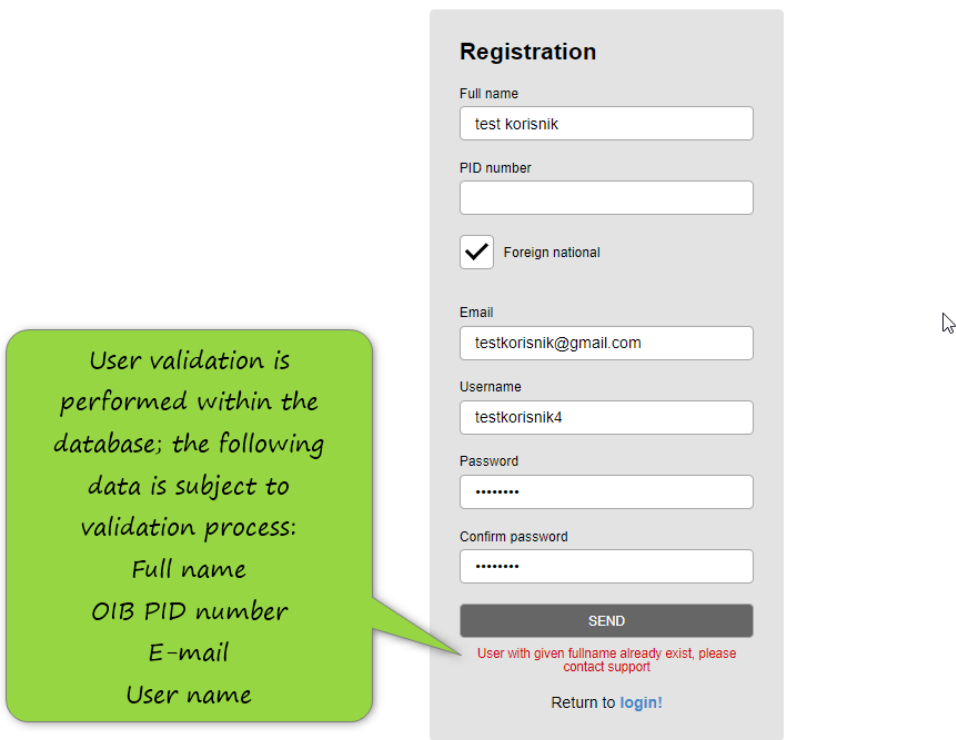 Registration
Full name
test korisnik
PID number
Foreign national
Email
testkorisnik@gmail.com
Username
testkorisnik4
Password
••••••••
Confirm password
••••••••
SEND
User with given fullname already exist, please
contact support
Return to login!
User validation is
performed within the
database; the following
data is subject to
validation process:
Full name
OIB PID number
E-mail
User name